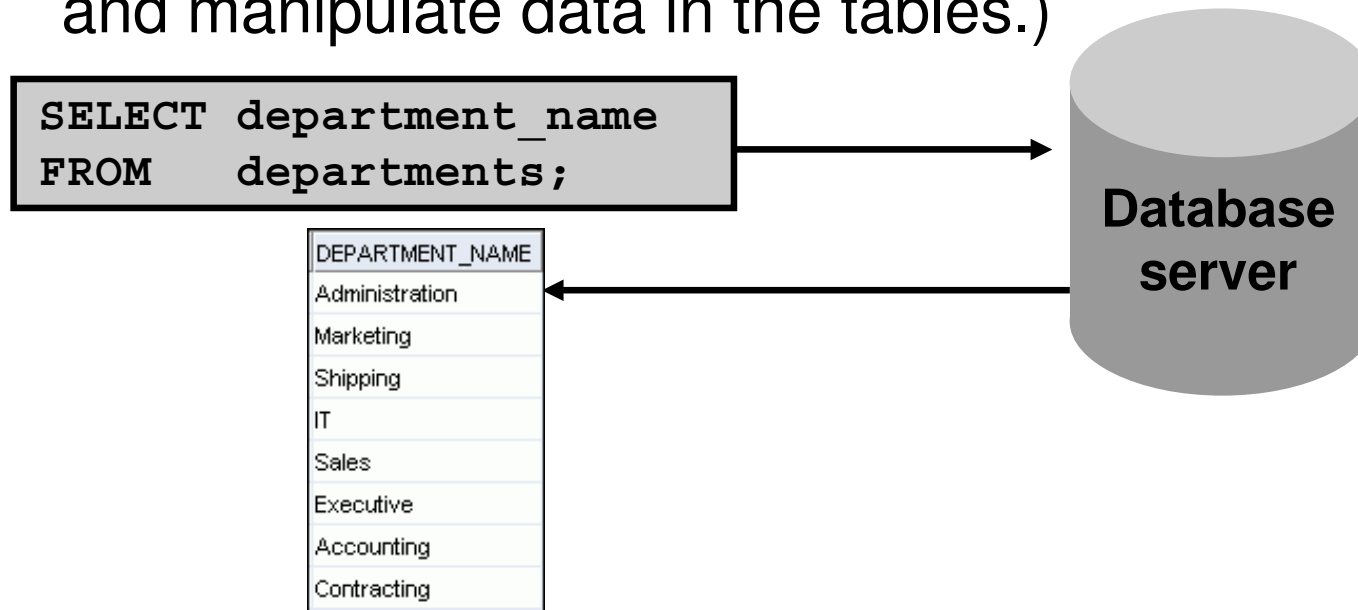 and manipulate data in the tables.)
SELECT department_name
FROM departments;
Database
server
DEPARTMENT_NAME
Administration
Marketing
Shipping
IT
Sales
Executive
Accounting
Contracting